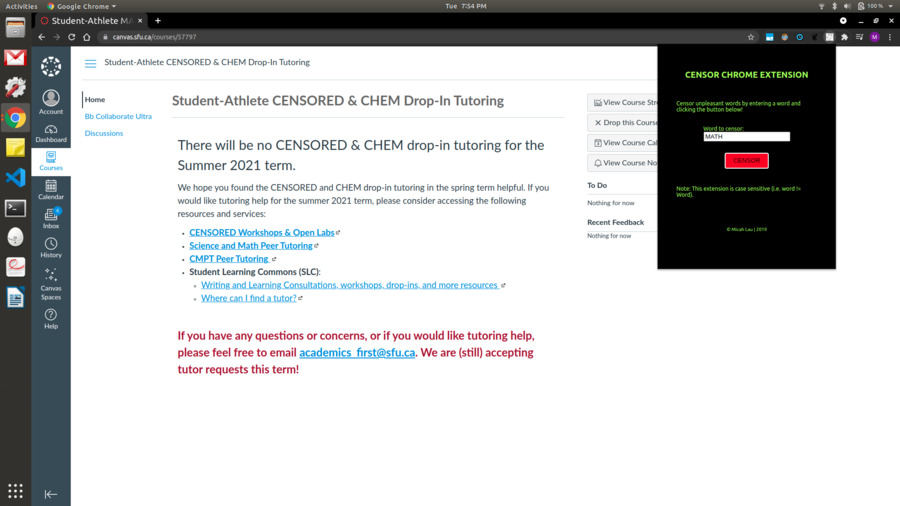 Activities
Google Chrome
Tue 7:54 PM
100 %
Student-Athlete MA
canvas.sfu.ca/courses/57797
M
Account
Dashboard
Courses
Calendar
6
Inbox
History
Canvas
Spaces
Help
Student-Athlete CENSORED & CHEM Drop-In Tutoring
Home
Bb Collaborate Ultra
Discussions
Student-Athlete CENSORED & CHEM Drop-In Tutoring
There will be no CENSORED & CHEM drop-in tutoring for the
Summer 2021 term.
We hope you found the CENSORED and CHEM drop-in tutoring in the spring term helpful. If you
would like tutoring help for the summer 2021 term, please consider accessing the following
resources and services:
CENSORED Workshops & Open Labs
Science and Math Peer Tutoring
CMPT Peer Tutoring
Student Learning Commons (SLC):
Writing and Learning Consultations, workshops, drop-ins, and more resources
Where can I find a tutor?
If you have any questions or concerns, or if you would like tutoring help,
please feel free to email academics_first@sfu.ca. We are (still) accepting
tutor requests this term!
View Course Stre
Drop this Course
View Course Cal
View Course No
To Do
Nothing for now
Recent Feedback
Nothing for now
CENSOR CHROME EXTENSION
Censor unpleasant words by entering a word and
clicking the button below!
Word to censor:
MATH
CENSOR
Note: This extension is case sensitive (i.e. word !=
Word).
© Micah Lau | 2019